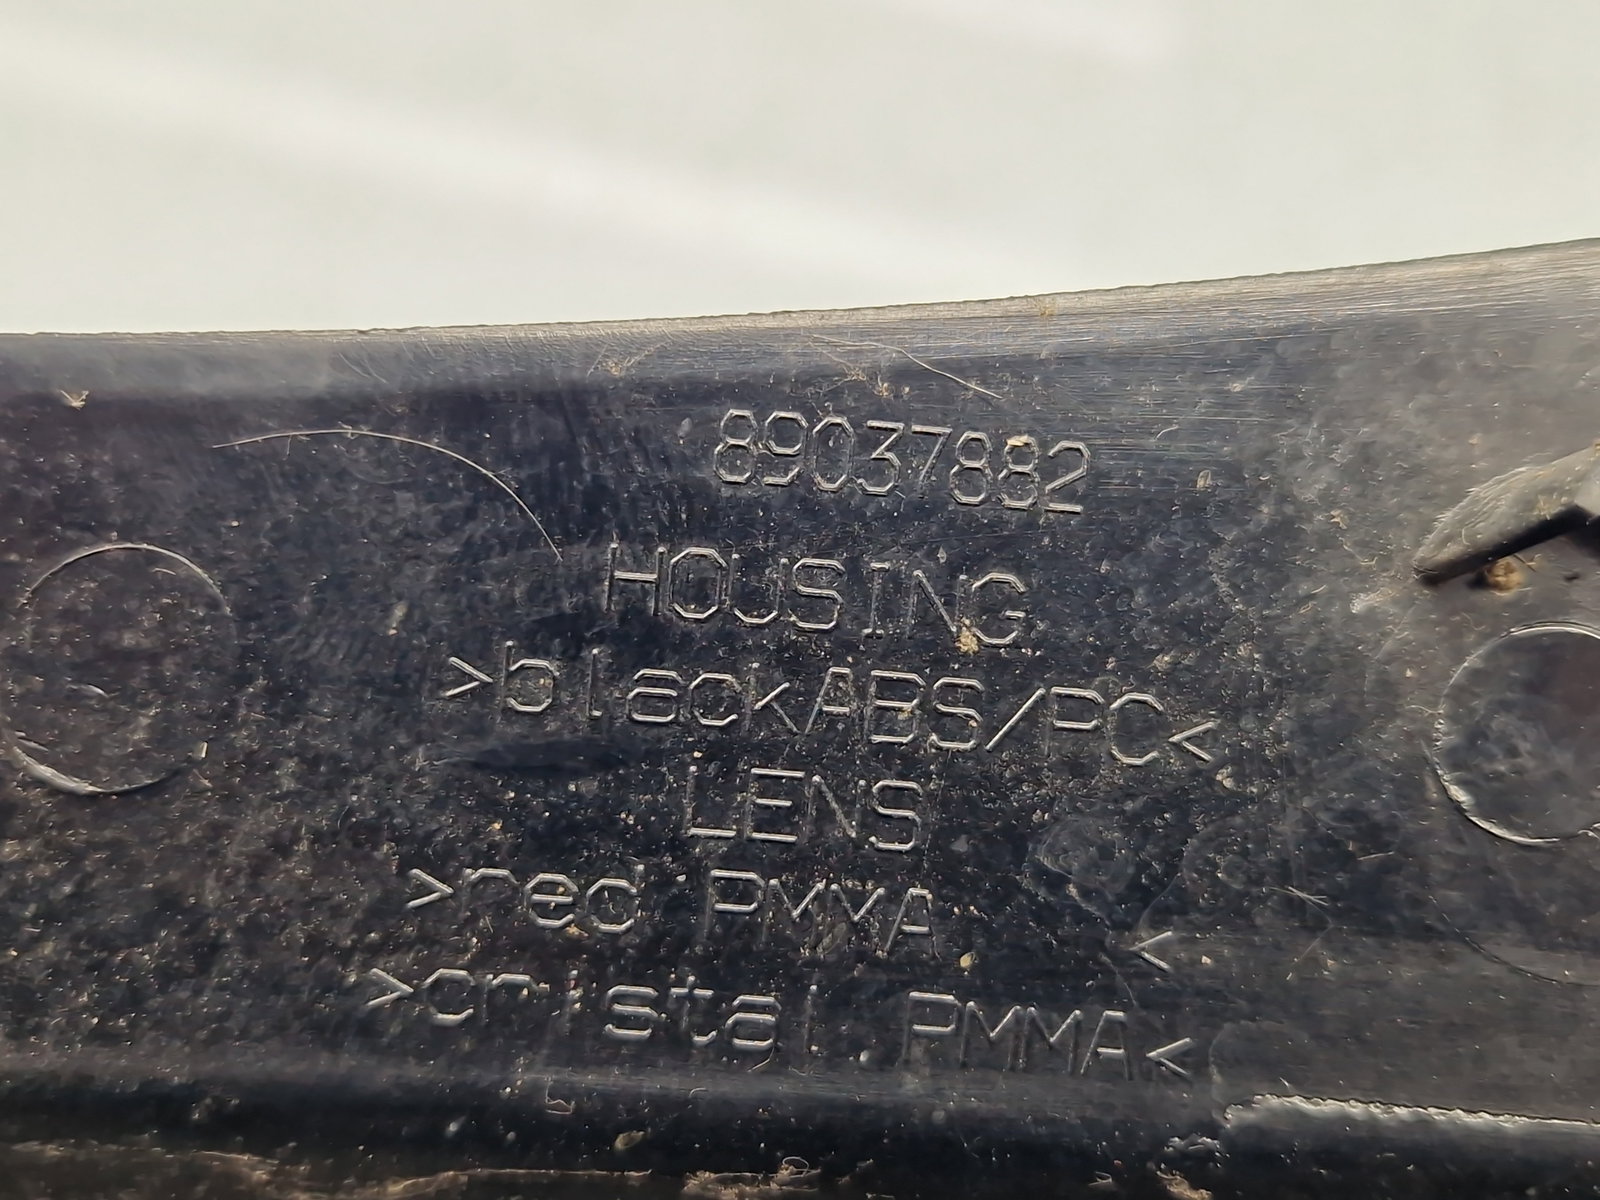 89037882
HOUSING
>blackABS/PC<
LENS
>red PMMA <
>cristal PMMA<